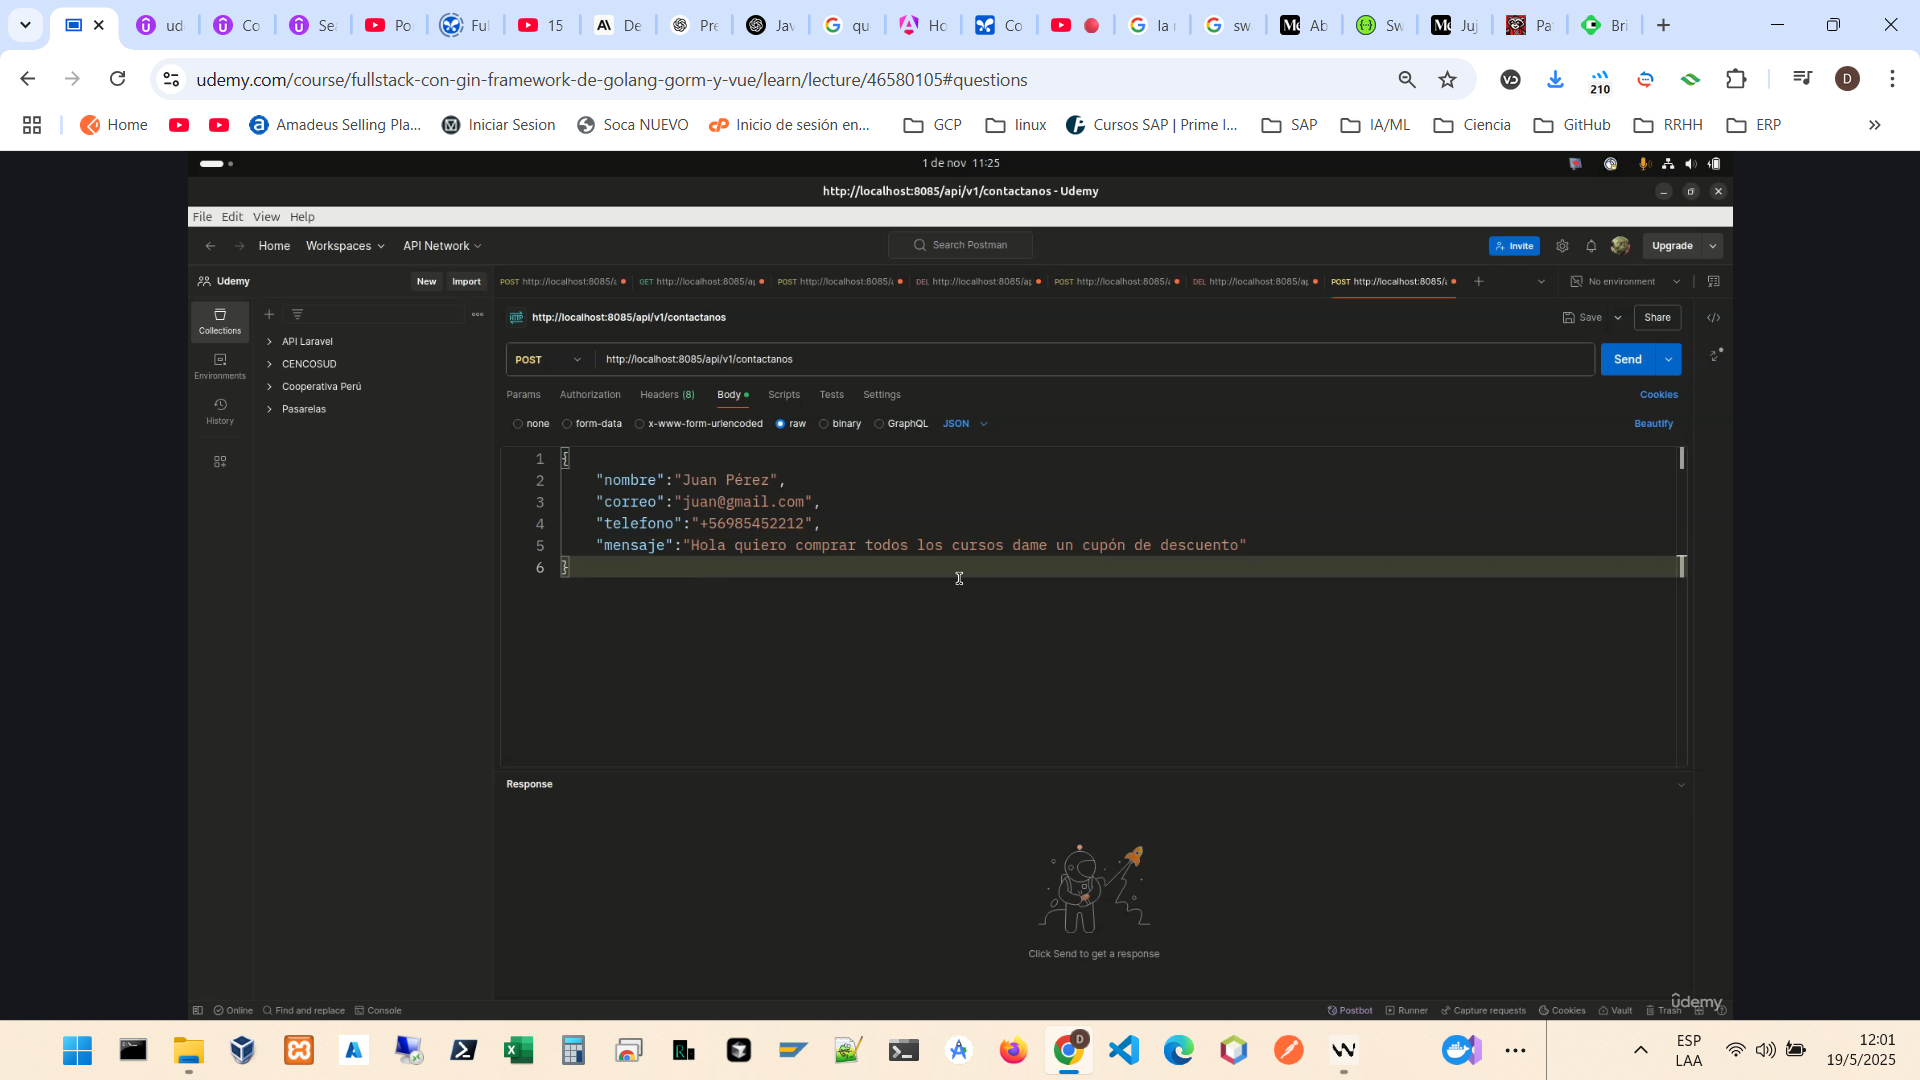 ud
Co
Se
Po
Ful
15
De
Pre
Jav
qu
Ho
Co
la
sw
Ab
Sw
Juj
Pa
Bri
udemy.com/course/fullstack-con-gin-framework-de-golang-gorm-y-vue/learn/lecture/46580105#questions
210
D
Home
Amadeus Selling Pla...
Iniciar Sesion
Soca NUEVO
Inicio de sesión en...
GCP
linux
Cursos SAP | Prime I...
SAP
IA/ML
Ciencia
GitHub
RRHH
ERP
1 de nov 11:25
http://localhost:8085/api/v1/contactanos - Udemy
File Edit View Help
Home Workspaces API Network
Search Postman
Invite
Upgrade
Udemy
New Import
POST http://localhost:8085/
GET http://localhost:8085/ap
POST http://localhost:8085/
DEL http://localhost:8085/ap
POST http://localhost:8085/
DEL http://localhost:8085/ap
POST http://localhost:8085/
No environment
Collections
Environments
History
API Laravel
CENCOSUD
Cooperativa Perú
Pasarelas
http://localhost:8085/api/v1/contactanos
Save
Share
POST http://localhost:8085/api/v1/contactanos
Send
Params Authorization Headers (8) Body Scripts Tests Settings
Cookies
none form-data x-www-form-urlencoded raw binary GraphQL JSON
Beautify
1 {
2 "nombre":"Juan Pérez",
3 "correo":"juan@gmail.com",
4 "telefono":"+56985452212",
5 "mensaje":"Hola quiero comprar todos los cursos dame un cupón de descuento"
6 }
Response
Click Send to get a response
Online Find and replace Console
Postbot Runner Capture requests Cookies Vault Trash
ûdemy
ESP
LAA
12:01
19/5/2025